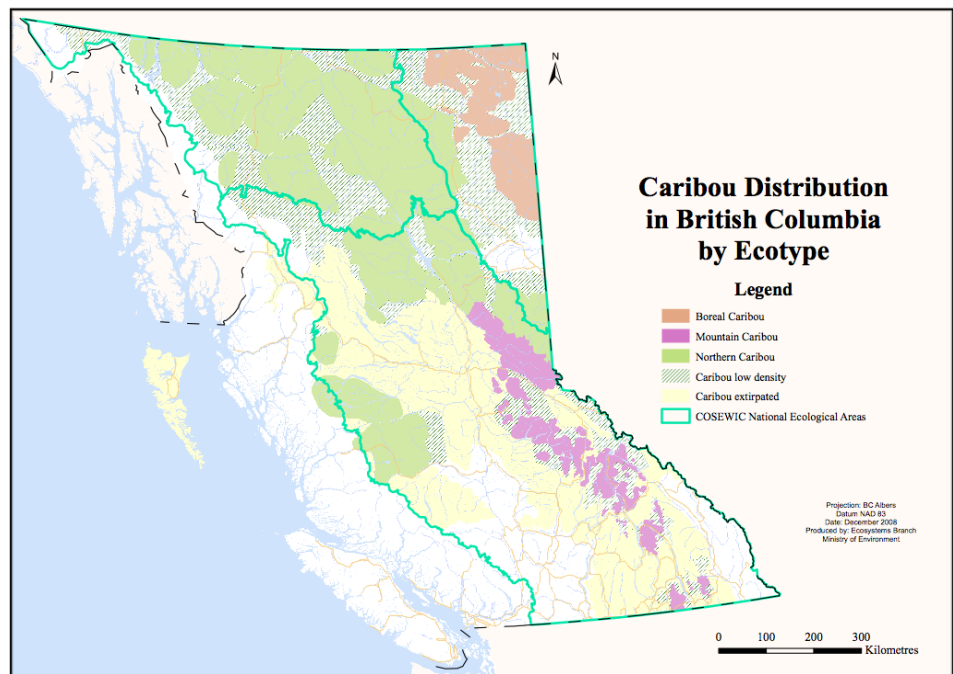 N
Caribou Distribution
in British Columbia
by Ecotype
Legend
Boreal Caribou
Mountain Caribou
Northern Caribou
Caribou low density
Caribou extirpated
COSEWIC National Ecological Areas
Projection: BC Albers
Datum NAD 83
Date: December 2008
Produced by: Ecosystems Branch
Ministry of Environment
0 100 200 300
Kilometres